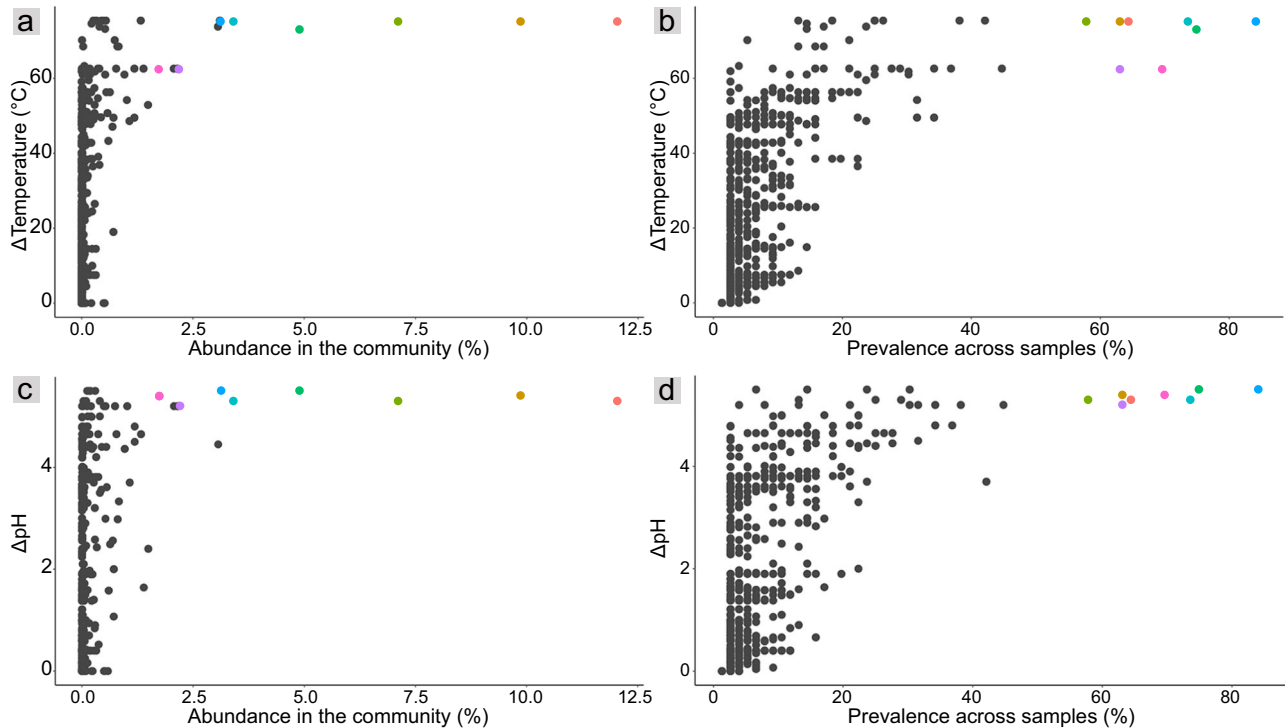 a
ΔTemperature (°C)
60
40
20
0
0.0 2.5 5.0 7.5 10.0 12.5
Abundance in the community (%)
b
ΔTemperature (°C)
60
40
20
0
0 20 40 60 80
Prevalence across samples (%)
c
ΔpH
4
2
0
0.0 2.5 5.0 7.5 10.0 12.5
Abundance in the community (%)
d
ΔpH
4
2
0
0 20 40 60 80
Prevalence across samples (%)